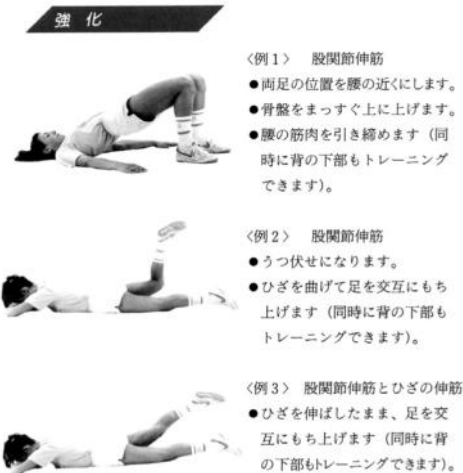 強 化
〈例1〉　股関節伸筋
●両足の位置を腰の近くにします。
●骨盤をまっすぐ上に上げます。
●腰の筋肉を引き締めます（同
時に背の下部もトレーニング
できます）。
〈例2〉　股関節伸筋
●うつ伏せになります。
●ひざを曲げて足を交互にもち
上げます（同時に背の下部も
トレーニングできます）。
〈例3〉 股関節伸筋とひざの伸筋
●ひざを伸ばしたまま、足を交
互にもち上げます（同時に背
の下部もトレーニングできます）。